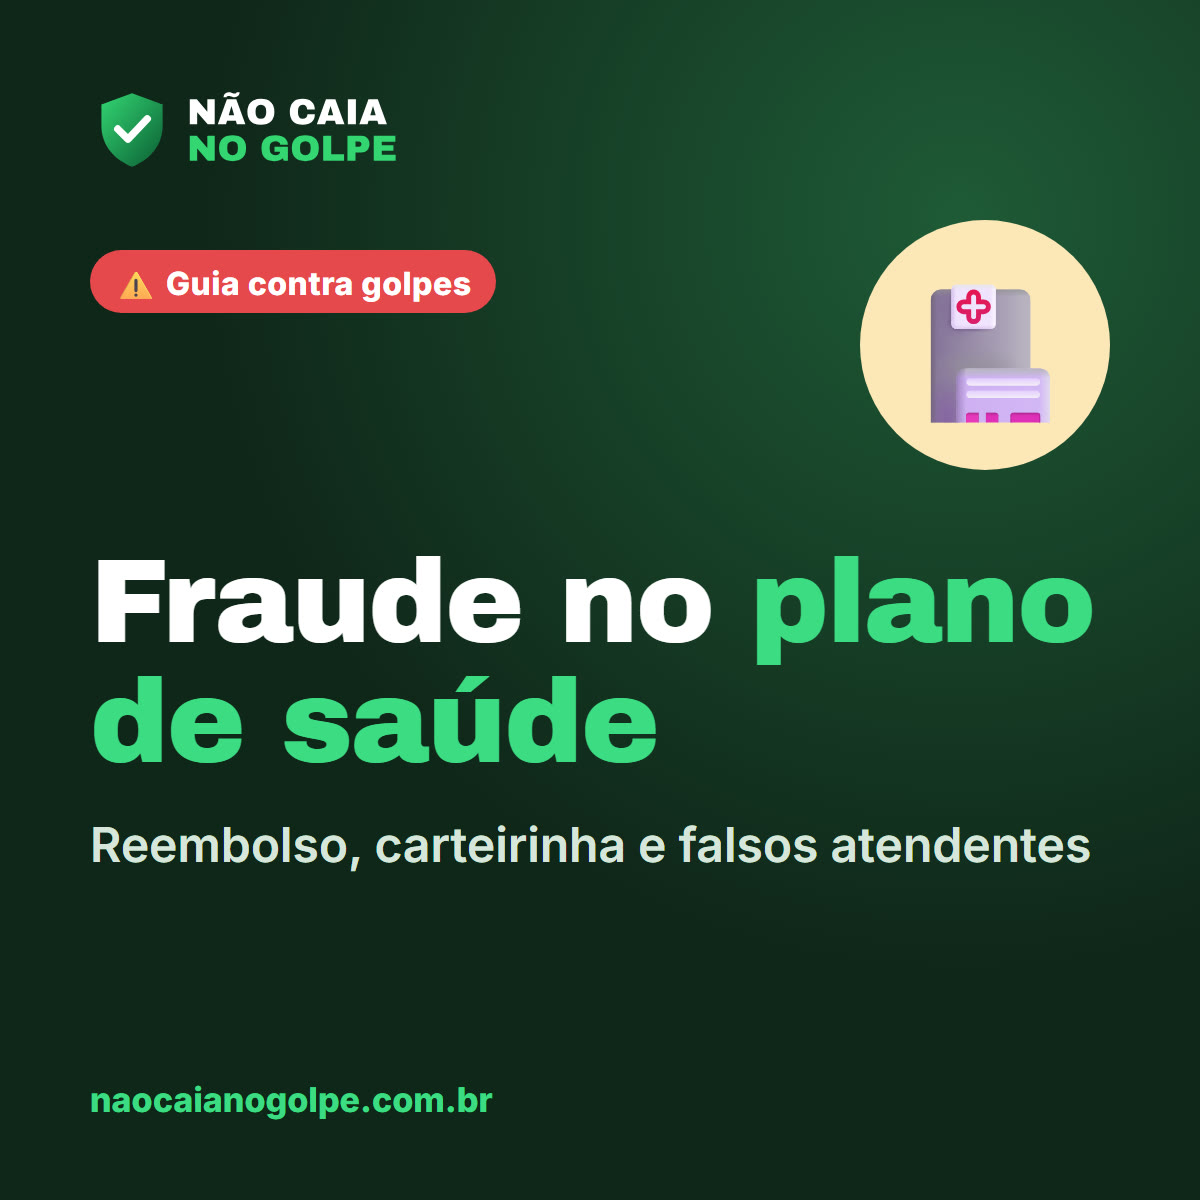 NÃO CAIA
NO GOLPE
Guia contra golpes
Fraude no plano
de saúde
Reembolso, carteirinha e falsos atendentes
naocaianogolpe.com.br